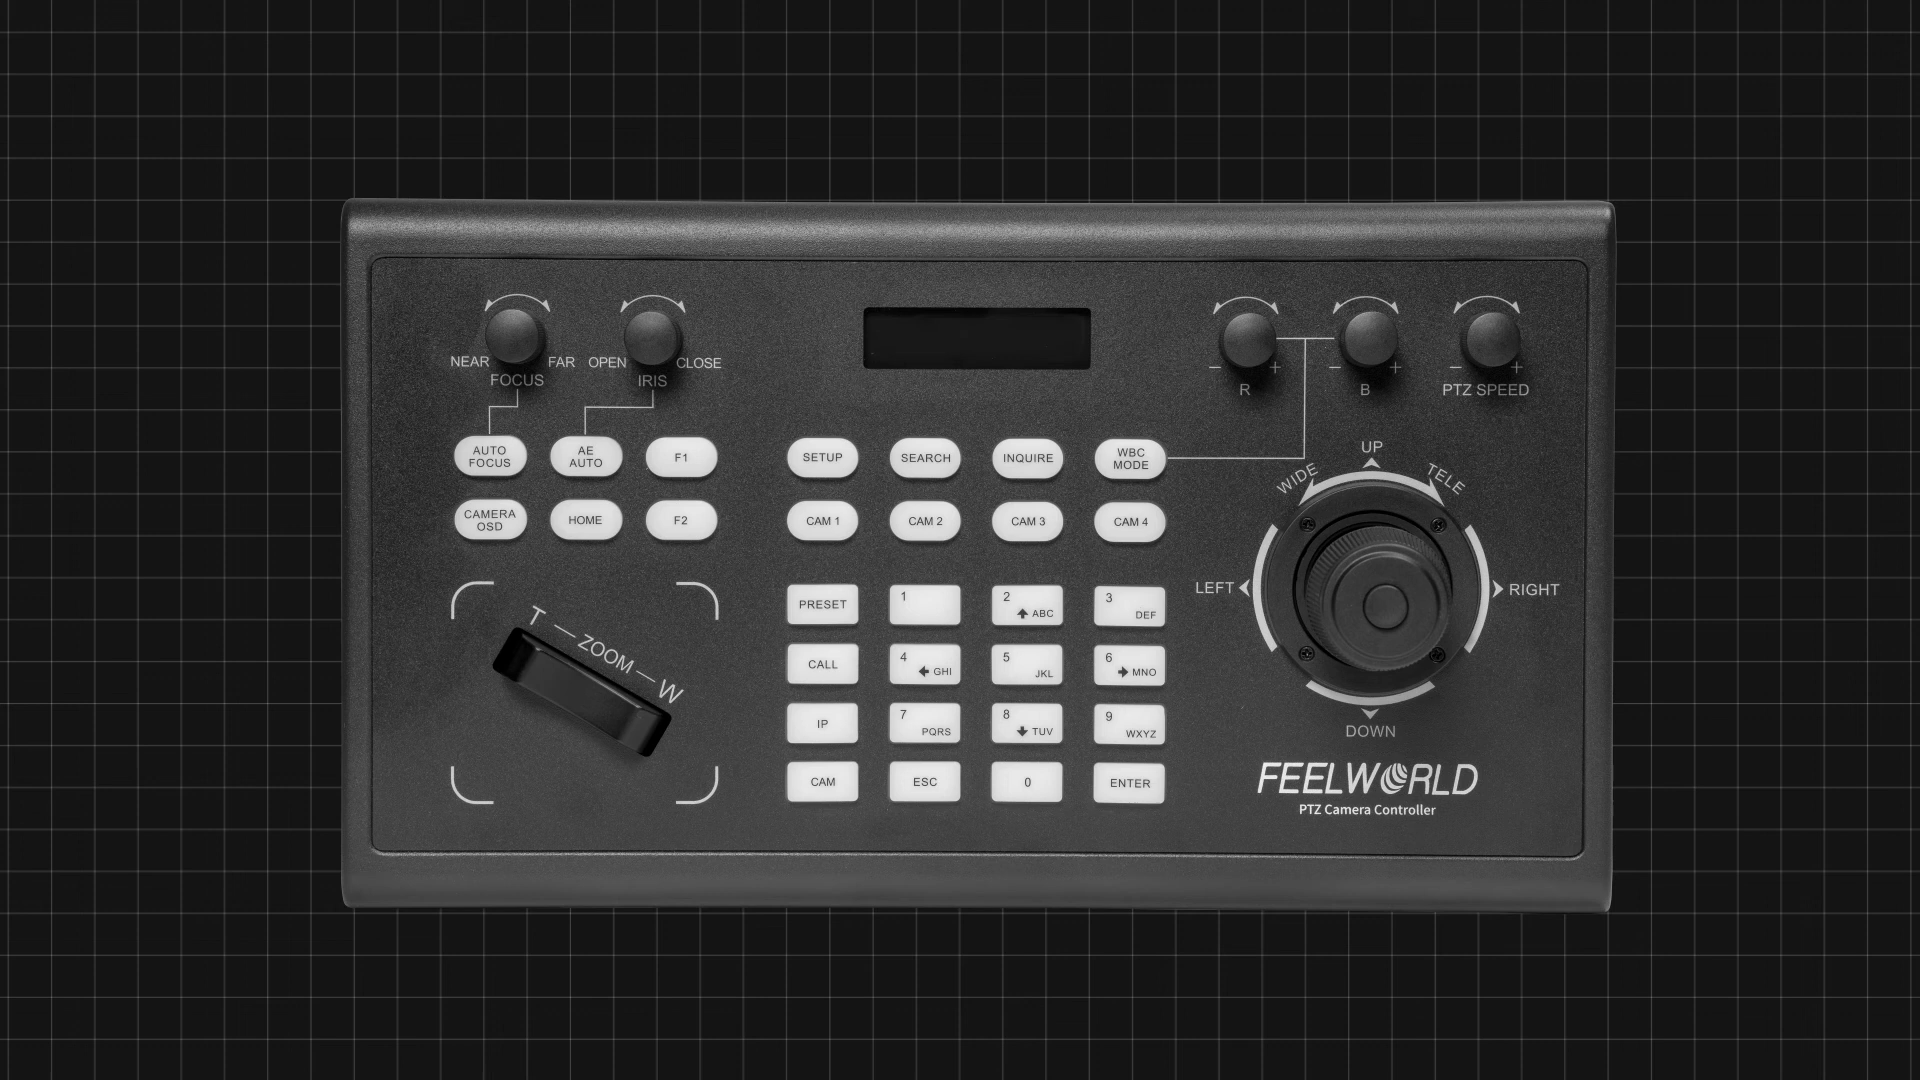 NEAR
FAR
FOCUS
OPEN
CLOSE
IRIS
− +
R
− +
B
− +
PTZ SPEED
AUTO
FOCUS
AE
AUTO
F1
SETUP
SEARCH
INQUIRE
WBC
MODE
CAMERA
OSD
HOME
F2
CAM 1
CAM 2
CAM 3
CAM 4
T — ZOOM — W
PRESET
1
2
ABC
3
DEF
CALL
4
GHI
5
JKL
6
MNO
IP
7
PQRS
8
TUV
9
WXYZ
CAM
ESC
0
ENTER
UP
WIDE
TELE
LEFT
RIGHT
DOWN
FEELWORLD
PTZ Camera Controller